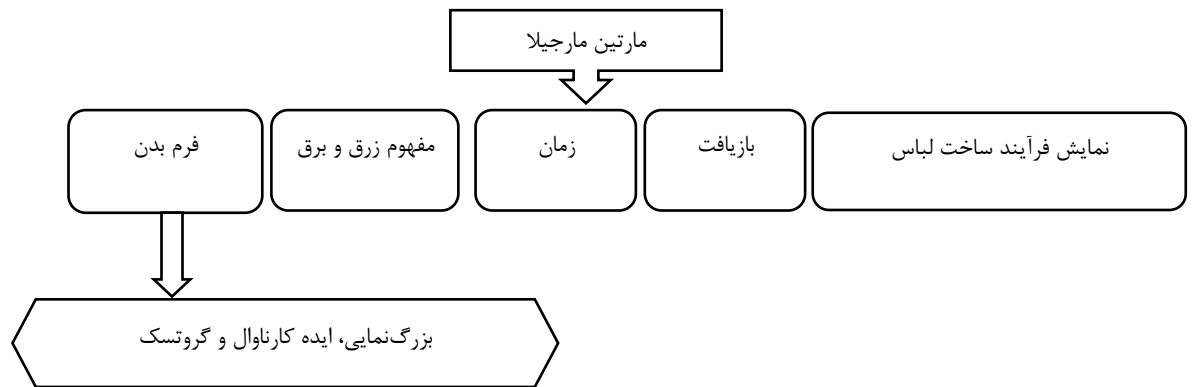 مارتین مارجیلا
نمایش فرآیند ساخت لباس
بازیافت
زمان
مفهوم زرق و برق
فرم بدن
بزرگ‌نمایی، ایده کارناوال و گروتسک